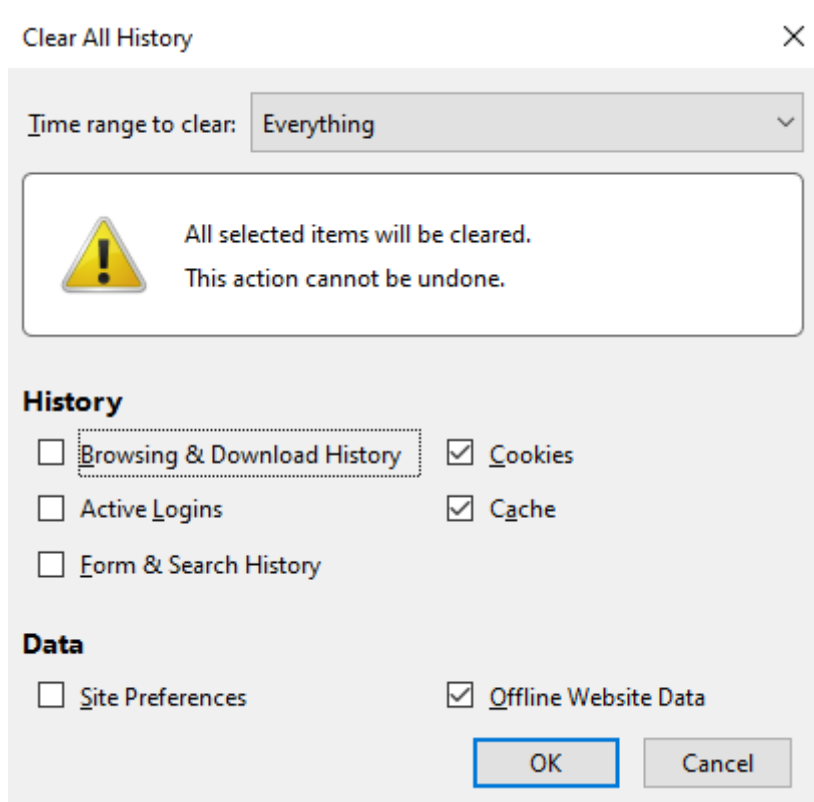 Clear All History
Time range to clear: Everything
All selected items will be cleared.
This action cannot be undone.
History
Browsing & Download History Cookies
Active Logins Cache
Form & Search History
Data
Site Preferences Offline Website Data
OK Cancel